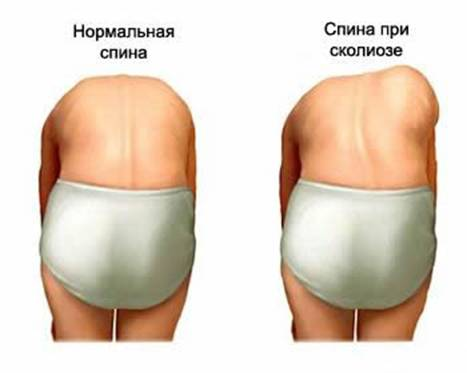 Нормальная
спина
Спина при
сколиозе